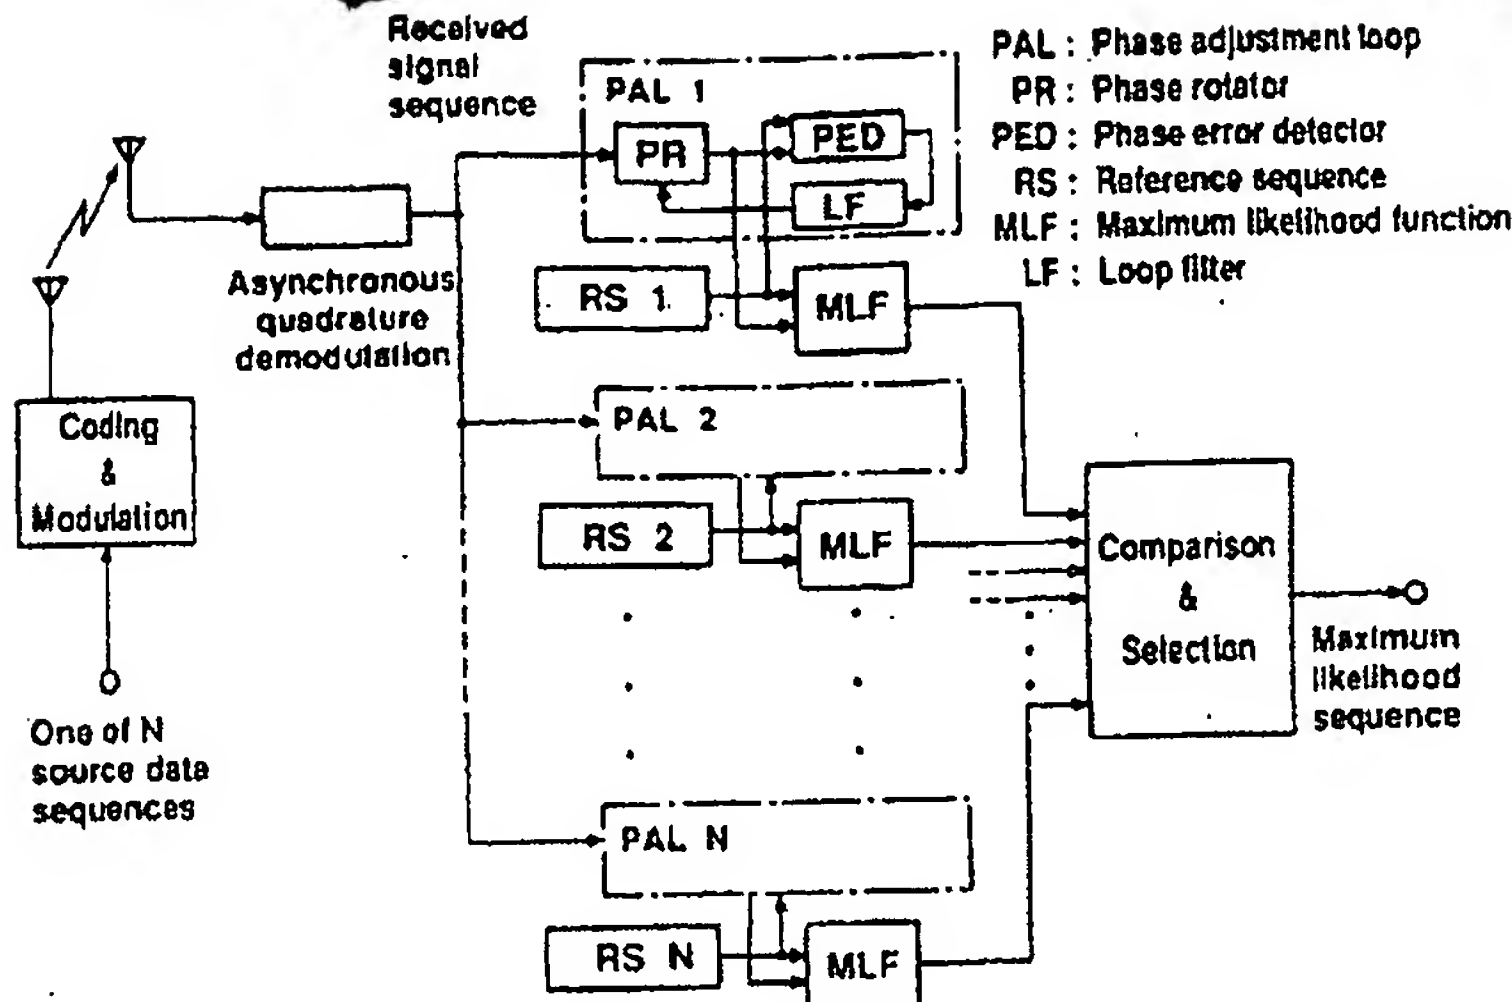 Received
signal
sequence
PAL 1
PR
PED
LF
PAL : Phase adjustment loop
PR : Phase rotator
PED : Phase error detector
RS : Reference sequence
MLF : Maximum likelihood function
LF : Loop filter
Asynchronous
quadrature
demodulation
RS 1
MLF
Coding
&
Modulation
PAL 2
RS 2
MLF
Comparison
&
Selection
Maximum
likelihood
sequence
One of N
source data
sequences
PAL N
RS N
MLF